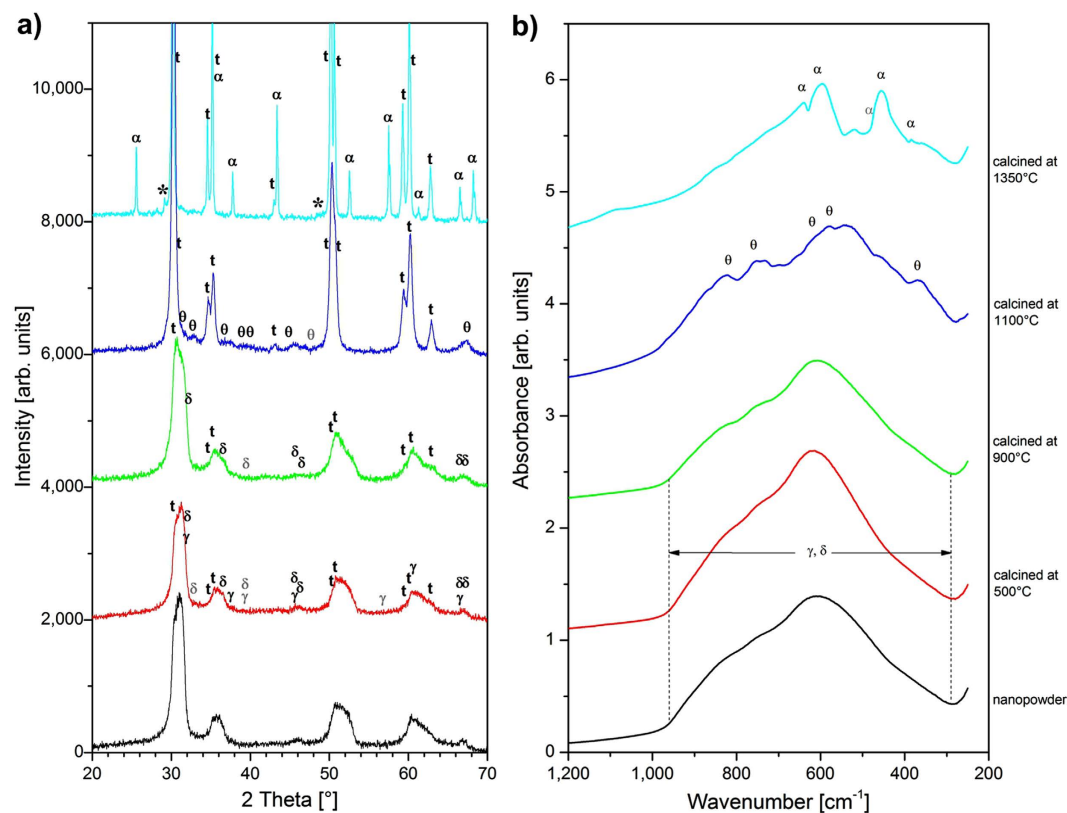 a)
t t t t
10,000
α
α α
α
t t
α
α
α α
α t
α
* t * α
8,000
t t t
t
t
t
6,000
θ
t θ θ θθ t θ θ θ
δ
t t
t t t t
t δ δ δδ δδ
4,000
t δ
γ
t t γ
δ t δ γ δ γ δ γ δ t t γ t t δδ γ
2,000
0
20 30 40 50 60 70
2 Theta [°]
Intensity [arb. units]
b)
6
α α α α α
calcined at
1350°C
5
θ θ θ θ θ
4
calcined at
1100°C
3
calcined at
900°C
2
γ, δ
calcined at
500°C
1
nanopowder
0
1,200 1,000 800 600 400 200
Wavenumber [cm⁻¹]
Absorbance [arb. units]